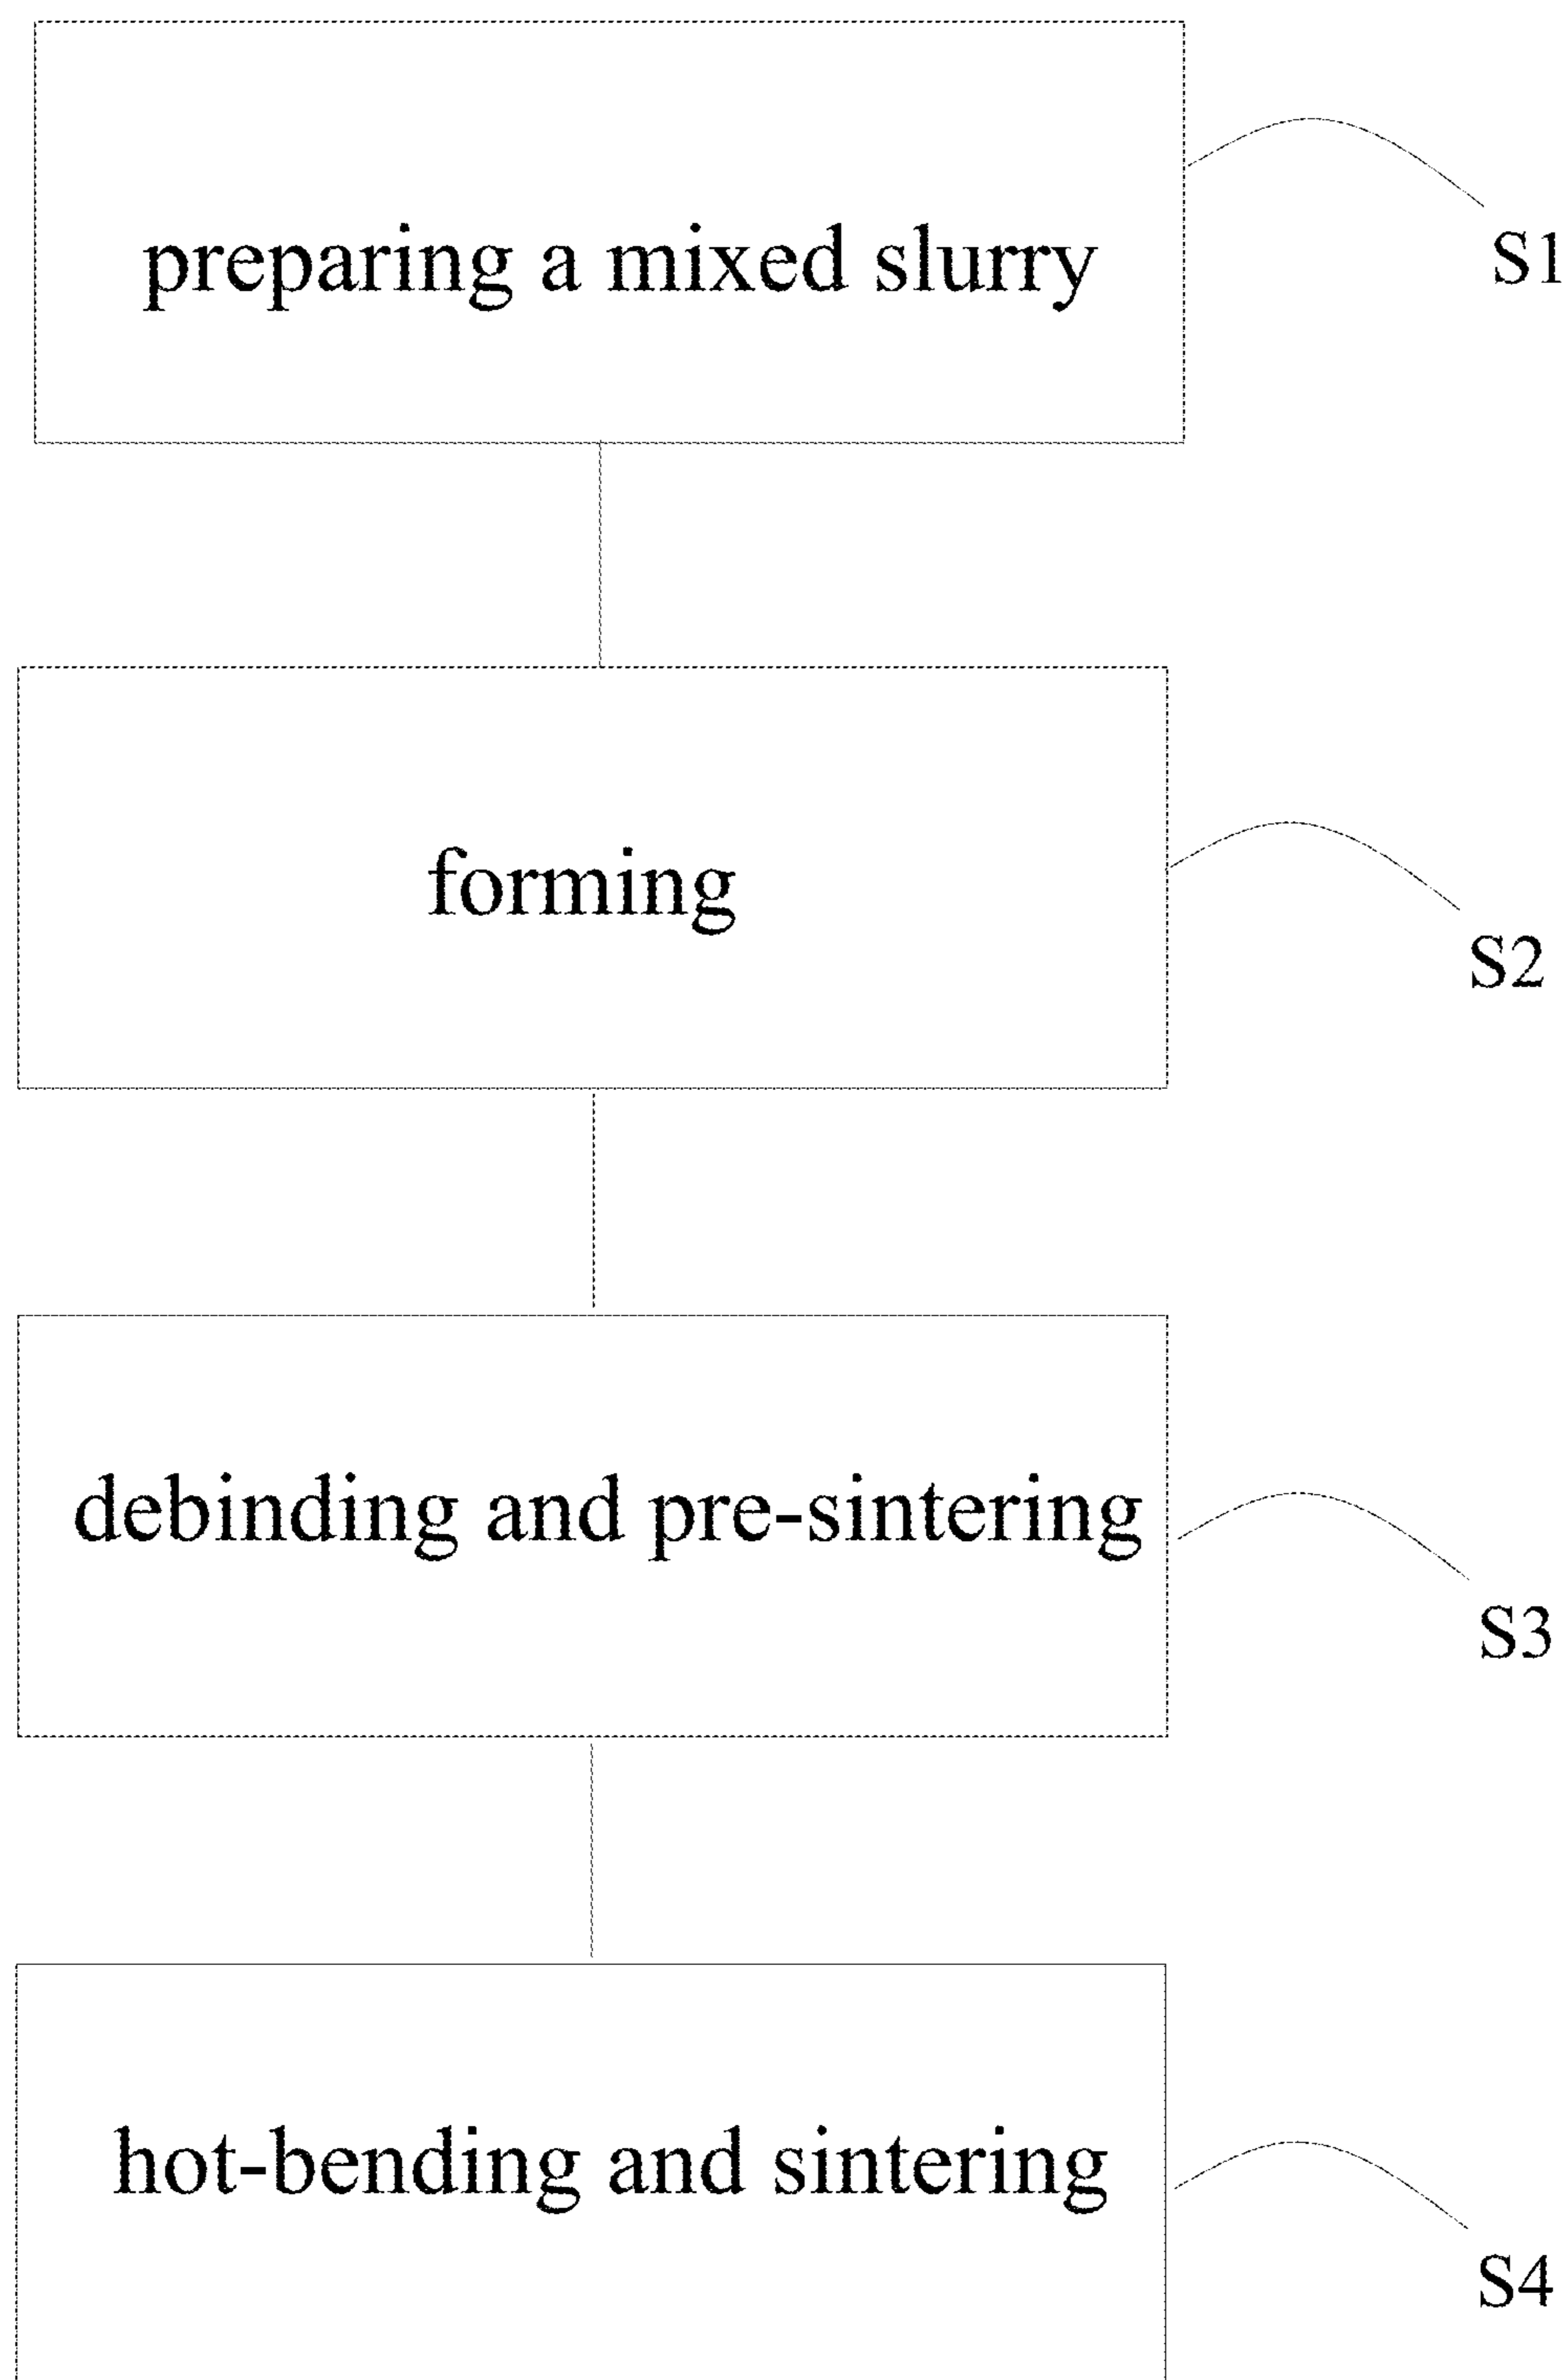 preparing a mixed slurry
S1
forming
S2
debinding and pre-sintering
S3
hot-bending and sintering
S4